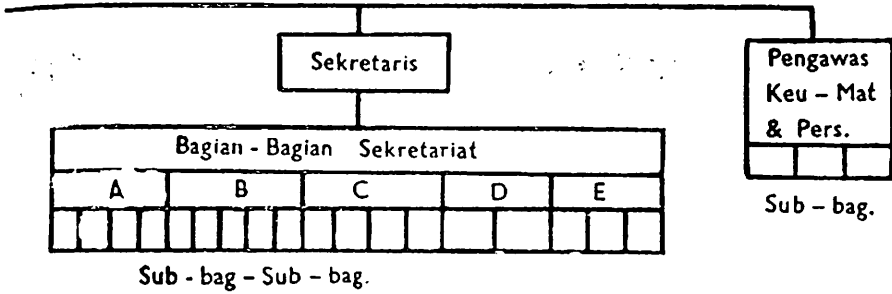 Sekretaris
Pengawas
Keu - Mat
& Pers.
Bagian - Bagian Sekretariat
A B C D E
Sub - bag.
Sub - bag - Sub - bag.